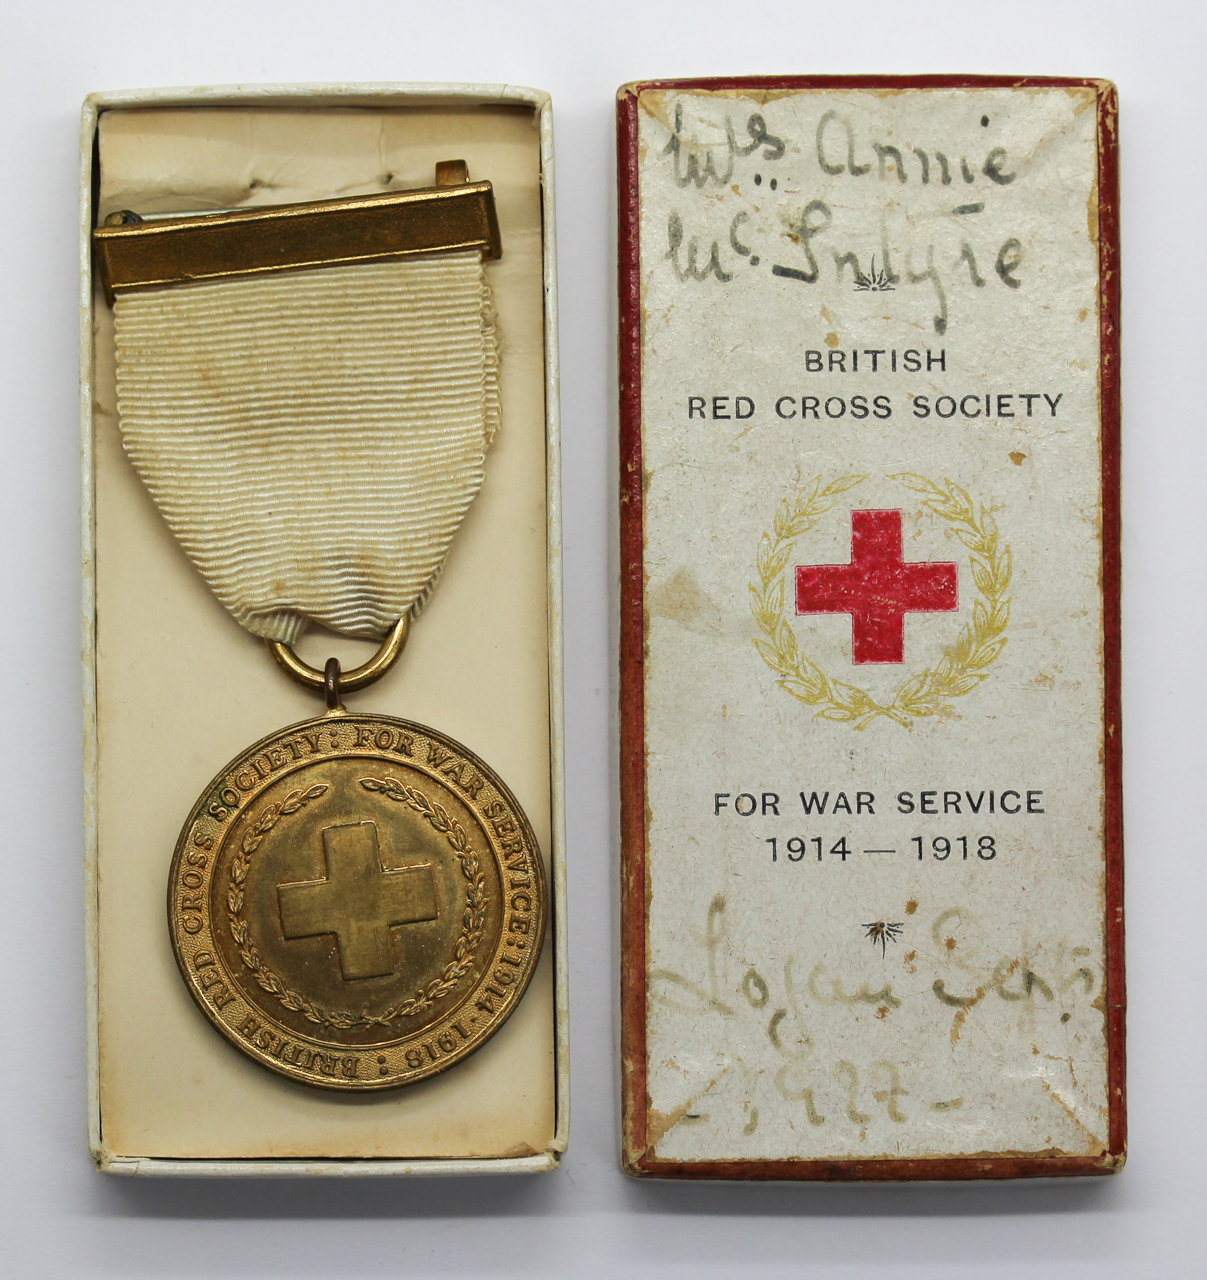 BRITISH RED CROSS SOCIETY: FOR WAR SERVICE: 1914·1918 :
Mrs. Annie
Mc. Intyre
BRITISH
RED CROSS SOCIETY
FOR WAR SERVICE
1914 — 1918
Logan